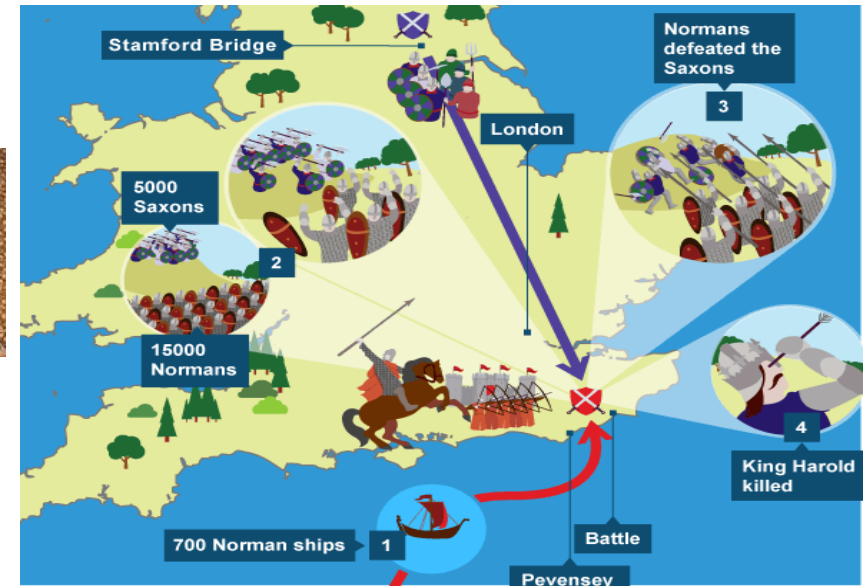 Stamford Bridge
Normans
defeated the
Saxons
3
London
5000
Saxons
2
15000
Normans
4
King Harold
killed
700 Norman ships
1
Battle
Pevensey